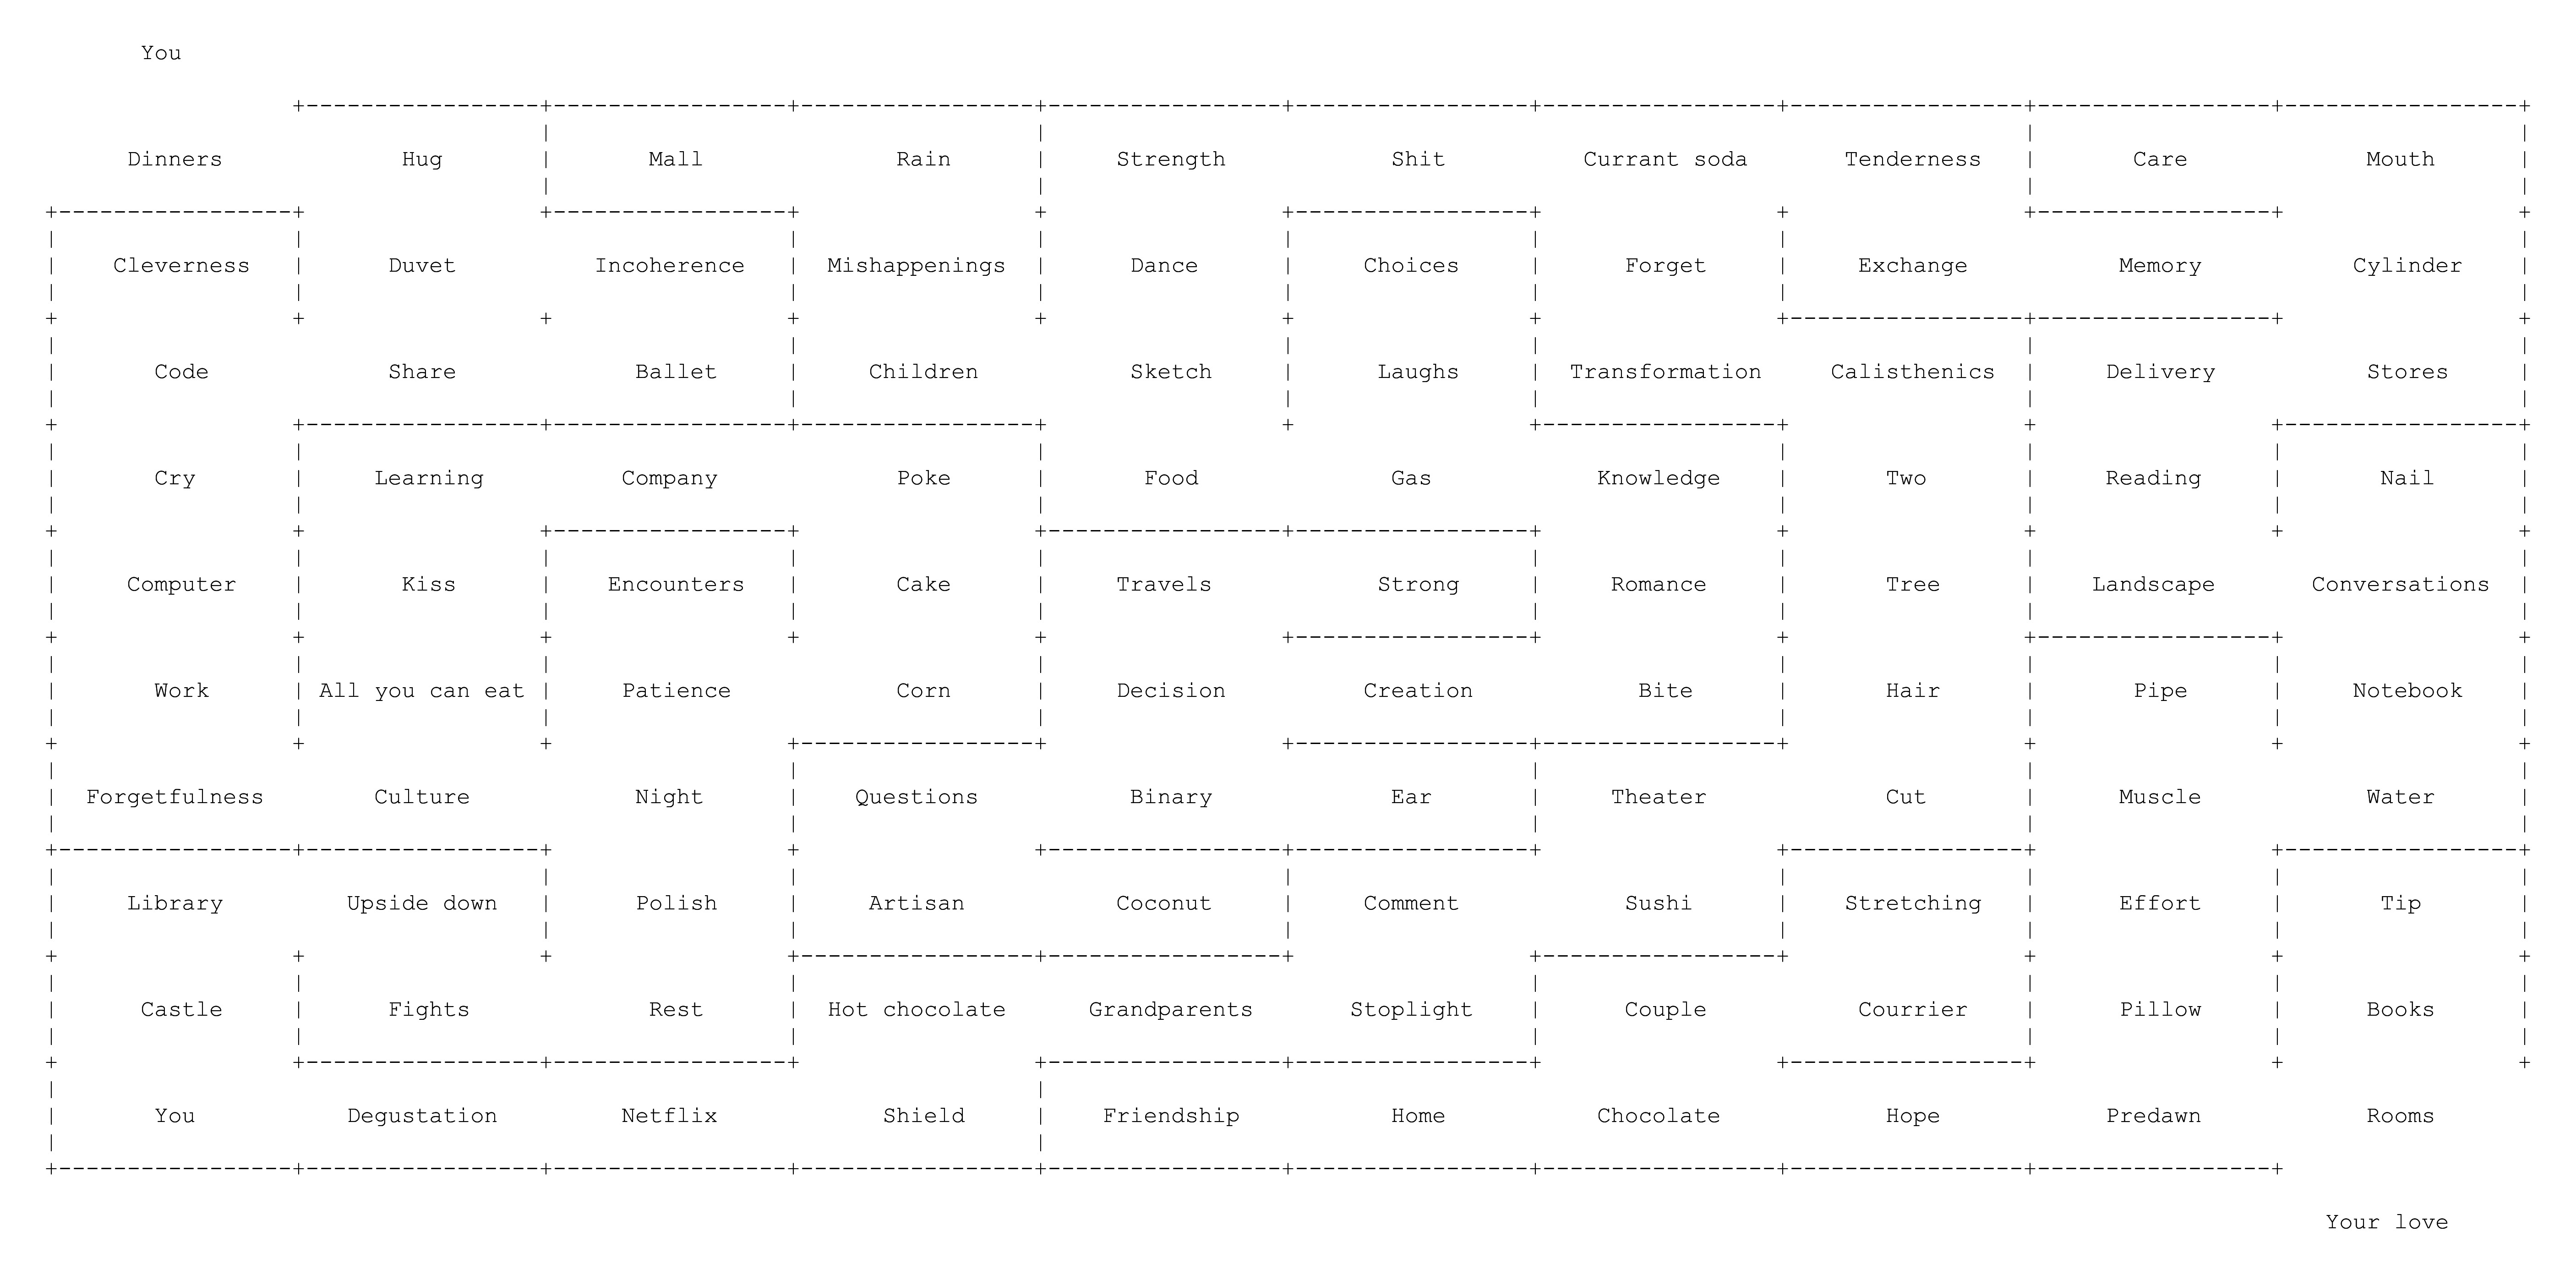 You
Dinners Hug Mall Rain Strength Shit Currant soda Tenderness Care Mouth
Cleverness Duvet Incoherence Mishappenings Dance Choices Forget Exchange Memory Cylinder
Code Share Ballet Children Sketch Laughs Transformation Calisthenics Delivery Stores
Cry Learning Company Poke Food Gas Knowledge Two Reading Nail
Computer Kiss Encounters Cake Travels Strong Romance Tree Landscape Conversations
Work All you can eat Patience Corn Decision Creation Bite Hair Pipe Notebook
Forgetfulness Culture Night Questions Binary Ear Theater Cut Muscle Water
Library Upside down Polish Artisan Coconut Comment Sushi Stretching Effort Tip
Castle Fights Rest Hot chocolate Grandparents Stoplight Couple Courrier Pillow Books
You Degustation Netflix Shield Friendship Home Chocolate Hope Predawn Rooms
Your love